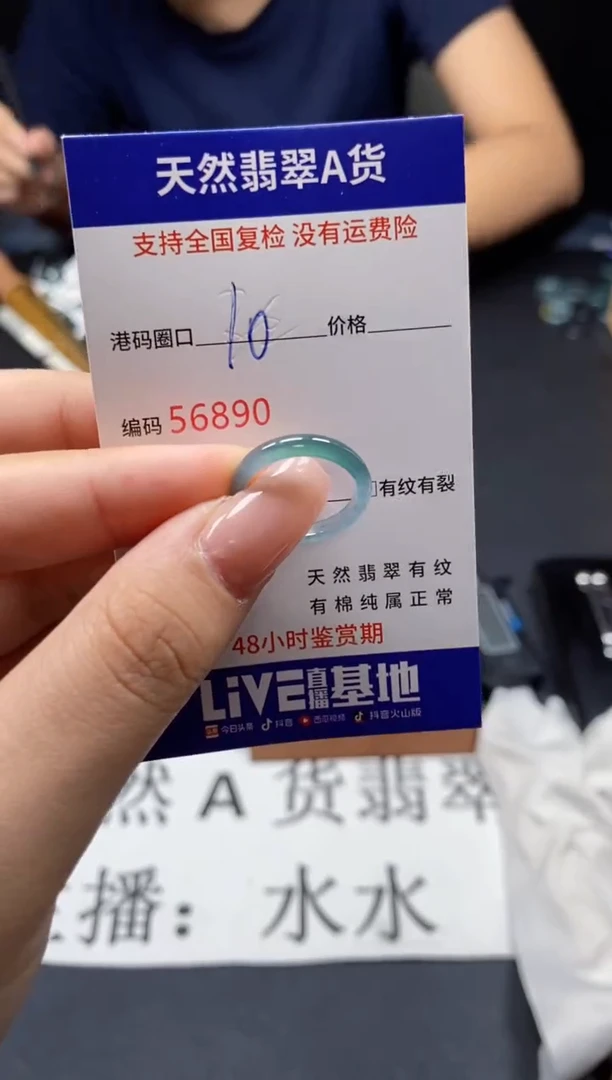 天然翡翠A货
支持全国复检 没有运费险
港码圈口 10 价格
编码 56890
有纹有裂
天然翡翠有纹
有棉纯属正常
48小时鉴赏期
LiVE直播基地
今日头条 抖音 西瓜视频 抖音火山版
然 A 货翡翠
播：水水